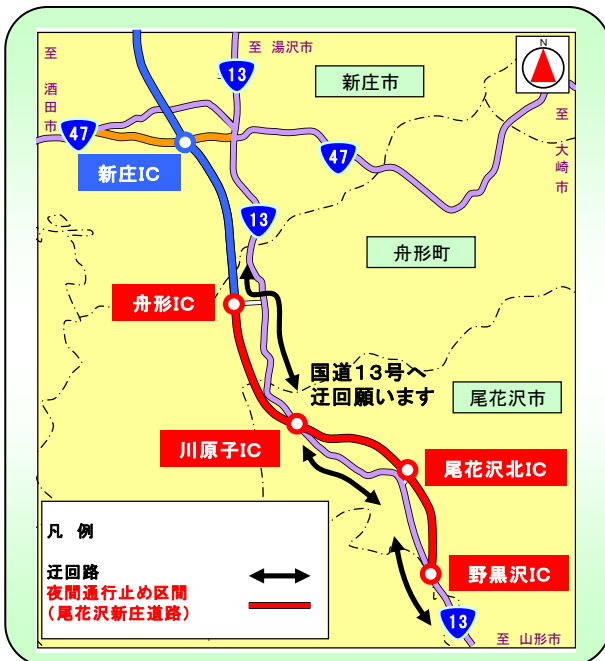 至 湯沢市
N
至 酒田市
13
新庄市
47
至 大崎市
47
新庄IC
13
舟形町
舟形IC
国道13号へ
迂回願います
尾花沢市
川原子IC
尾花沢北IC
凡 例
迂回路
夜間通行止め区間
(尾花沢新庄道路)
野黒沢IC
13
至 山形市